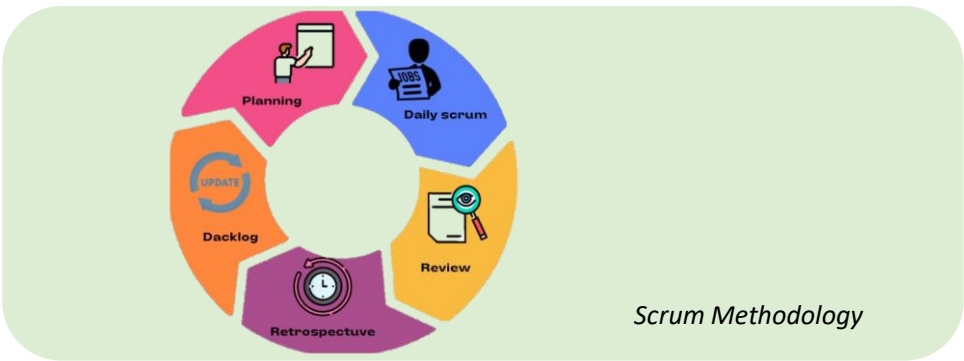 Planning
JOBS
Daily scrum
UPDATE
Dacklog
Review
Retrospectuve
Scrum Methodology